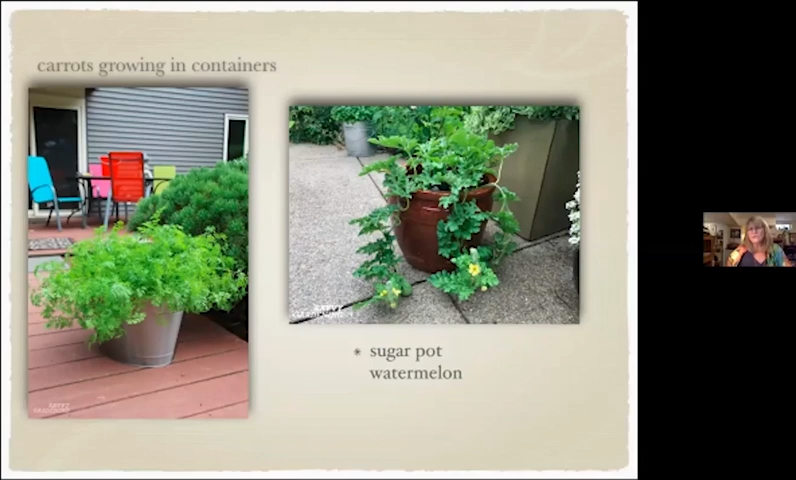 carrots growing in containers
* sugar pot
watermelon